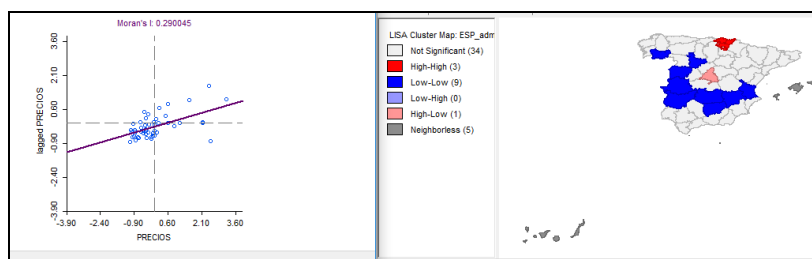 Moran's I: 0.290045
3.60
2.10
0.60
-0.90
-2.40
-3.90
lagged PRECIOS
-3.90 -2.40 -0.90 0.60 2.10 3.60
PRECIOS
LISA Cluster Map: ESP_adm
Not Significant (34)
High-High (3)
Low-Low (9)
Low-High (0)
High-Low (1)
Neighborless (5)